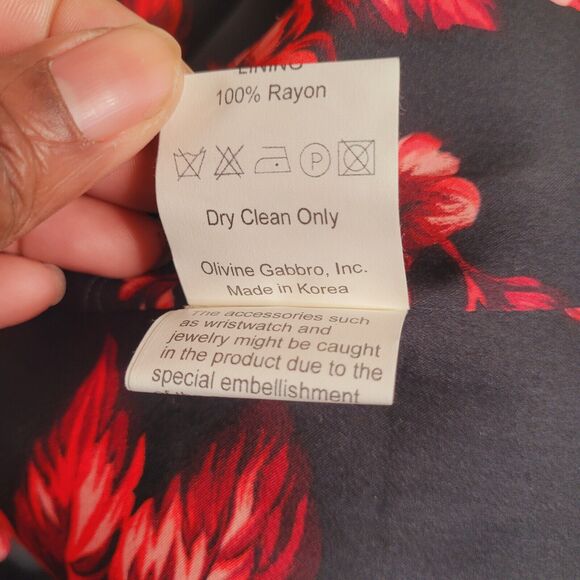 LINING
100% Rayon
P
Dry Clean Only
Olivine Gabbro, Inc.
Made in Korea
The accessories such
as wristwatch and
jewelry might be caught
in the product due to the
special embellishment